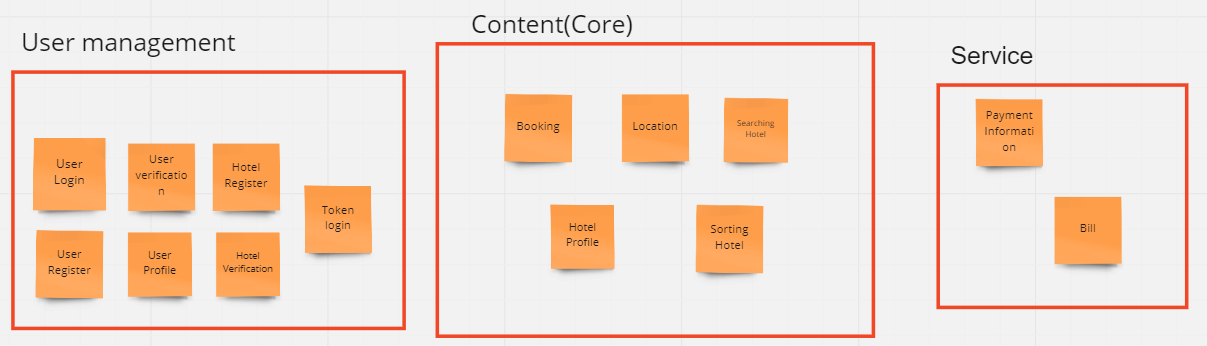 User management
User
Login
User
verificatio
n
Hotel
Register
Token
login
User
Register
User
Profile
Hotel
Verification
Content(Core)
Booking
Location
Searching
Hotel
Hotel
Profile
Sorting
Hotel
Service
Payment
Informati
on
Bill